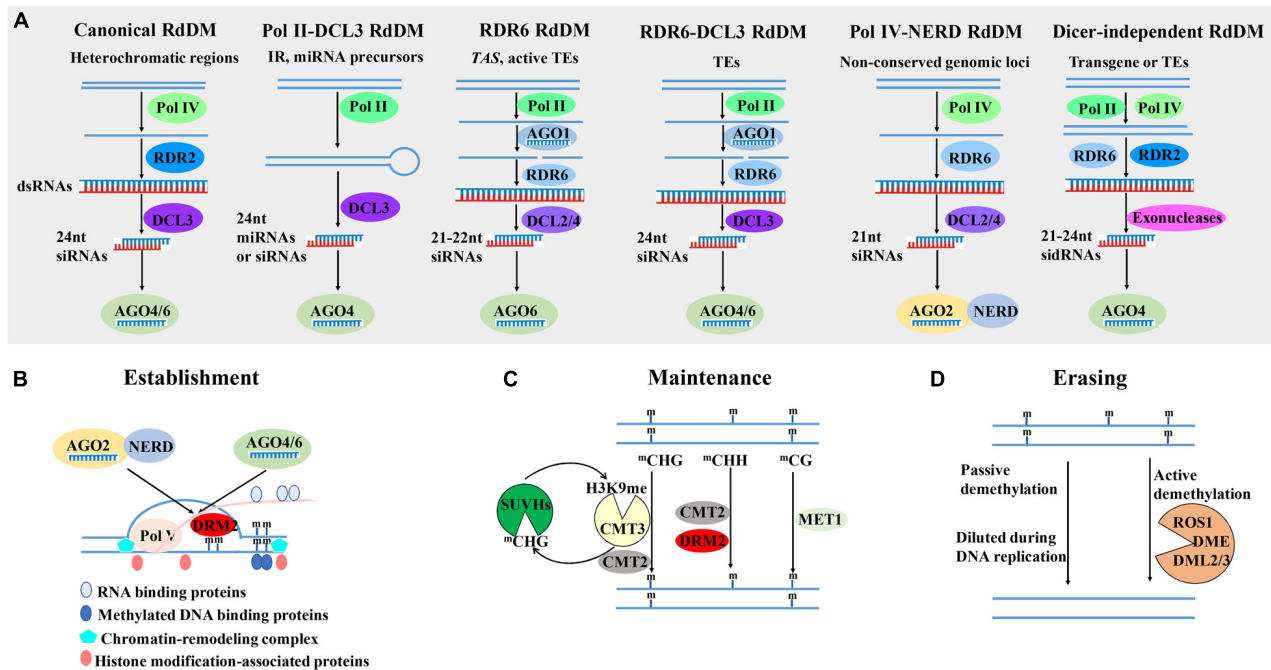 A
Canonical RdDM
Heterochromatic regions
Pol IV
RDR2
dsRNAs
DCL3
24nt
siRNAs
AGO4/6
Pol II-DCL3 RdDM
IR, miRNA precursors
Pol II
DCL3
24nt
miRNAs
or siRNAs
AGO4
RDR6 RdDM
TAS, active TEs
Pol II
AGO1
RDR6
DCL2/4
21-22nt
siRNAs
AGO6
RDR6-DCL3 RdDM
TEs
Pol II
AGO1
RDR6
DCL3
24nt
siRNAs
AGO4/6
Pol IV-NERD RdDM
Non-conserved genomic loci
Pol IV
RDR6
DCL2/4
21nt
siRNAs
AGO2
NERD
Dicer-independent RdDM
Transgene or TEs
Pol II
Pol IV
RDR6
RDR2
Exonucleases
21-24nt
sidRNAs
AGO4
B
Establishment
AGO2
NERD
AGO4/6
Pol V
DRM2
m m
m m
m m
RNA binding proteins
Methylated DNA binding proteins
Chromatin-remodeling complex
Histone modification-associated proteins
C
Maintenance
m m m
m m
mCHG mCHH mCG
H3K9me
SUVHs
CMT3
mCHG
CMT2
CMT2
DRM2
MET1
m m m
m m
D
Erasing
m m m
m m
Passive
demethylation
Diluted during
DNA replication
Active
demethylation
ROS1
DME
DML2/3